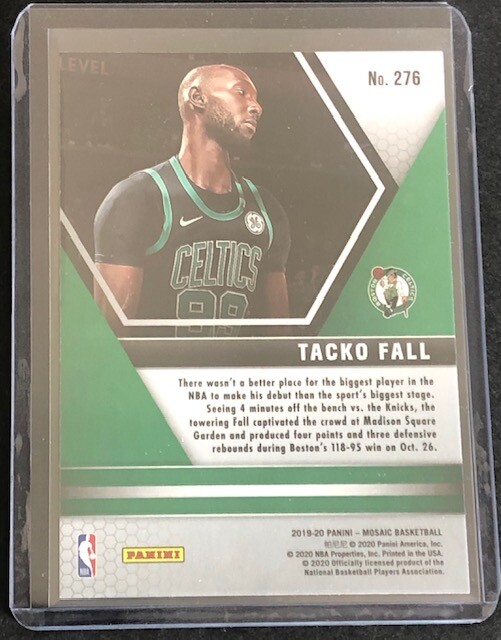 LEVEL
No. 276
CELTICS
99
TACKO FALL
There wasn't a better place for the biggest player in the
NBA to make his debut than the sport's biggest stage.
Seeing 4 minutes off the bench vs. the Knicks, the
towering Fall captivated the crowd at Madison Square
Garden and produced four points and three defensive
rebounds during Boston's 118-95 win on Oct. 26.
2019-20 PANINI – MOSAIC BASKETBALL
帕尼尼 © 2020 Panini America, Inc.
© 2020 NBA Properties, Inc. Printed in the USA.
© 2020 Officially licensed product of the
National Basketball Players Association.
PANINI